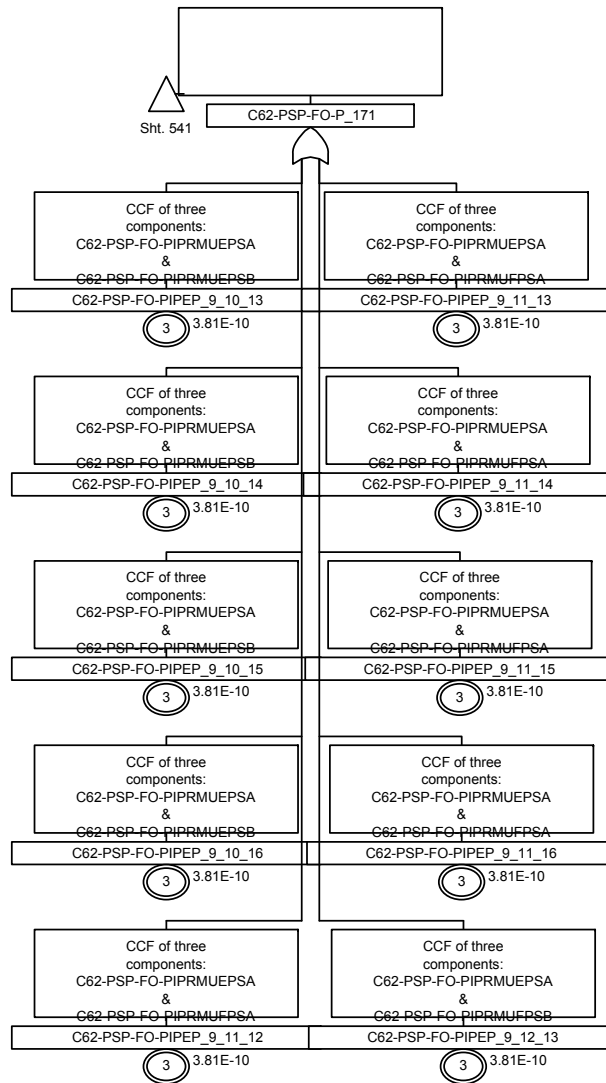 C62-PSP-FO-P_171
Sht. 541
CCF of three
components:
C62-PSP-FO-PIPRMUEPSA
&
C62-PSP-FO-PIPRMUEPSB
C62-PSP-FO-PIPEP_9_10_13
3
3.81E-10
CCF of three
components:
C62-PSP-FO-PIPRMUEPSA
&
C62-PSP-FO-PIPRMUFPSA
C62-PSP-FO-PIPEP_9_11_13
3
3.81E-10
CCF of three
components:
C62-PSP-FO-PIPRMUEPSA
&
C62-PSP-FO-PIPRMUEPSB
C62-PSP-FO-PIPEP_9_10_14
3
3.81E-10
CCF of three
components:
C62-PSP-FO-PIPRMUEPSA
&
C62-PSP-FO-PIPRMUFPSA
C62-PSP-FO-PIPEP_9_11_14
3
3.81E-10
CCF of three
components:
C62-PSP-FO-PIPRMUEPSA
&
C62-PSP-FO-PIPRMUEPSB
C62-PSP-FO-PIPEP_9_10_15
3
3.81E-10
CCF of three
components:
C62-PSP-FO-PIPRMUEPSA
&
C62-PSP-FO-PIPRMUFPSA
C62-PSP-FO-PIPEP_9_11_15
3
3.81E-10
CCF of three
components:
C62-PSP-FO-PIPRMUEPSA
&
C62-PSP-FO-PIPRMUEPSB
C62-PSP-FO-PIPEP_9_10_16
3
3.81E-10
CCF of three
components:
C62-PSP-FO-PIPRMUEPSA
&
C62-PSP-FO-PIPRMUFPSA
C62-PSP-FO-PIPEP_9_11_16
3
3.81E-10
CCF of three
components:
C62-PSP-FO-PIPRMUEPSA
&
C62-PSP-FO-PIPRMUFPSA
C62-PSP-FO-PIPEP_9_11_12
3
3.81E-10
CCF of three
components:
C62-PSP-FO-PIPRMUEPSA
&
C62-PSP-FO-PIPRMUFPSB
C62-PSP-FO-PIPEP_9_12_13
3
3.81E-10